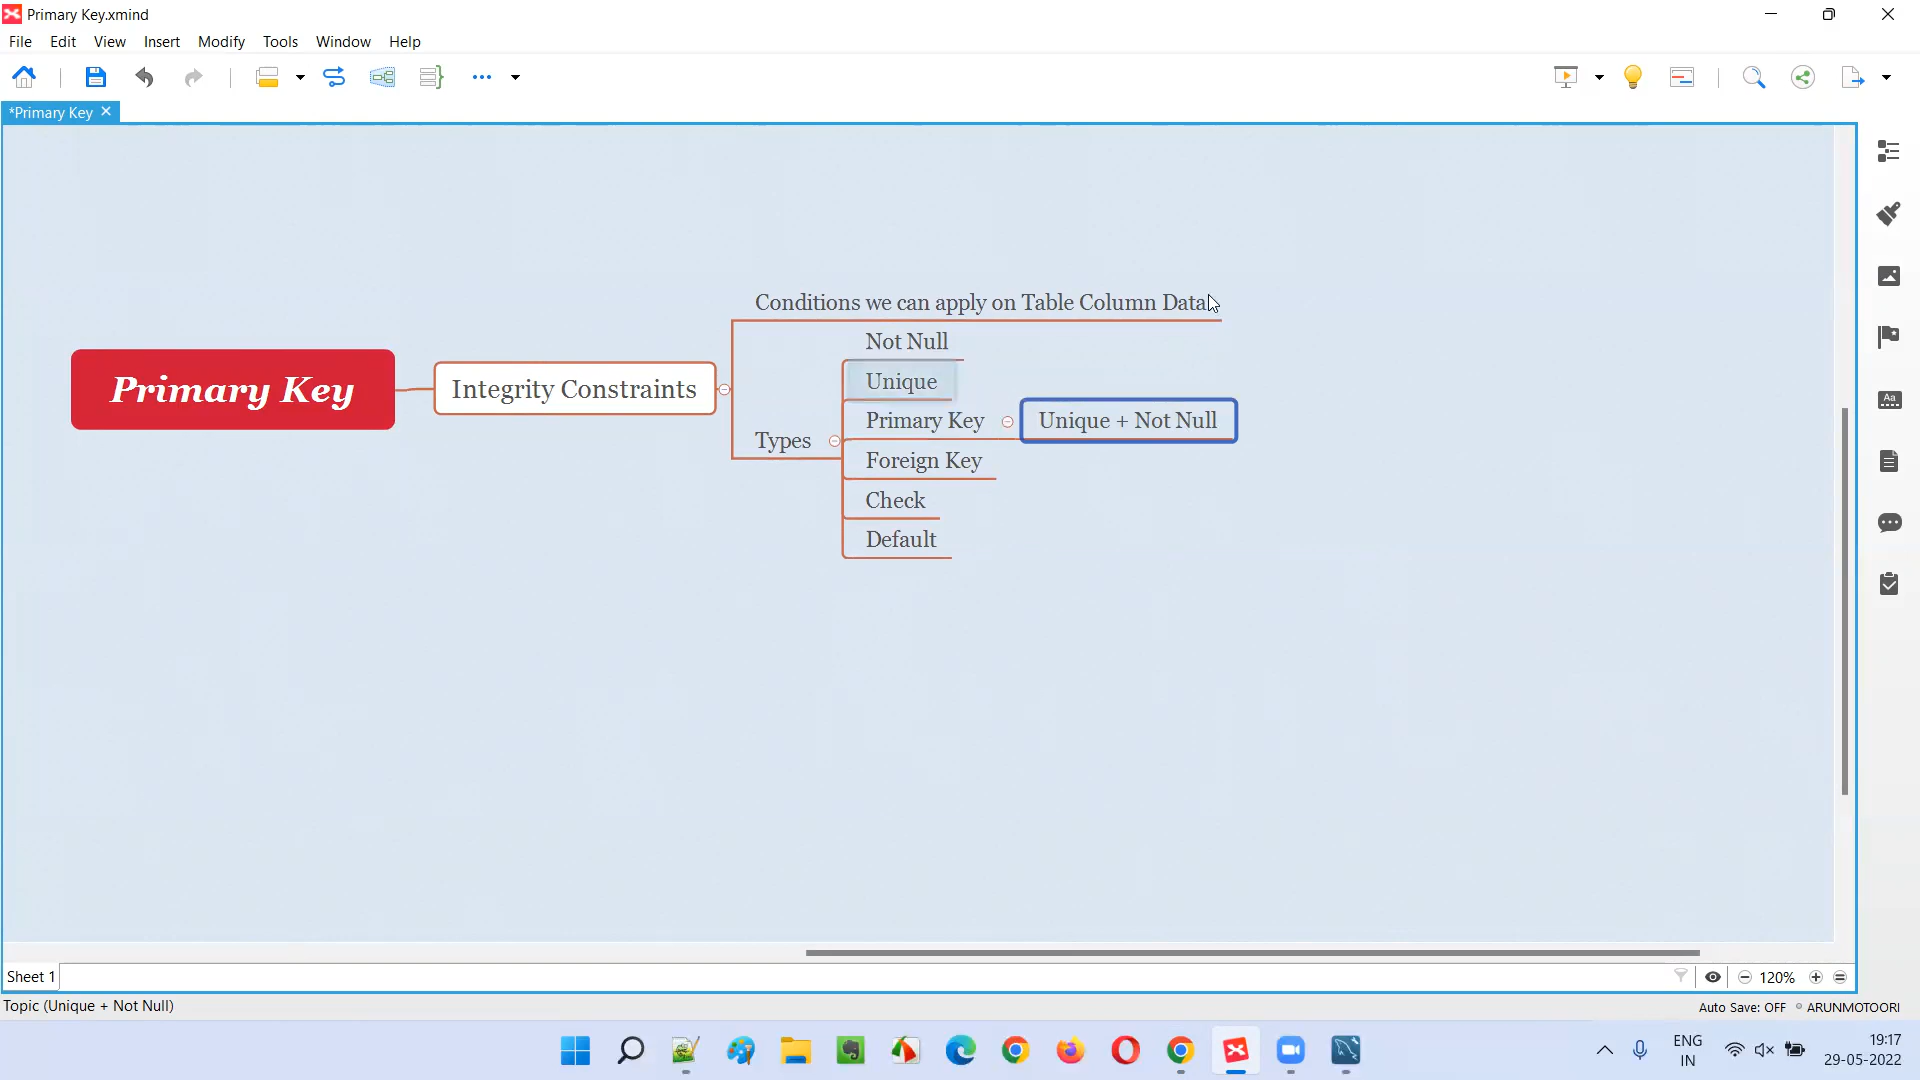 Primary Key.xmind
File Edit View Insert Modify Tools Window Help
*Primary Key
Conditions we can apply on Table Column Data
Not Null
Unique
Primary Key
Integrity Constraints
Primary Key
Unique + Not Null
Types
Foreign Key
Check
Default
Aa
Sheet 1
120%
Topic (Unique + Not Null)
Auto Save: OFF
ARUNMOTOORI
ENG
IN
19:17
29-05-2022